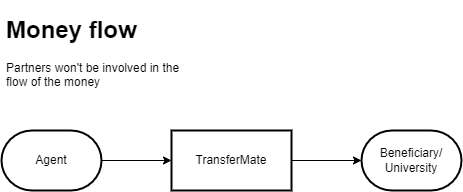 Money flow
Partners won't be involved in the
flow of the money
Agent
TransferMate
Beneficiary/
University